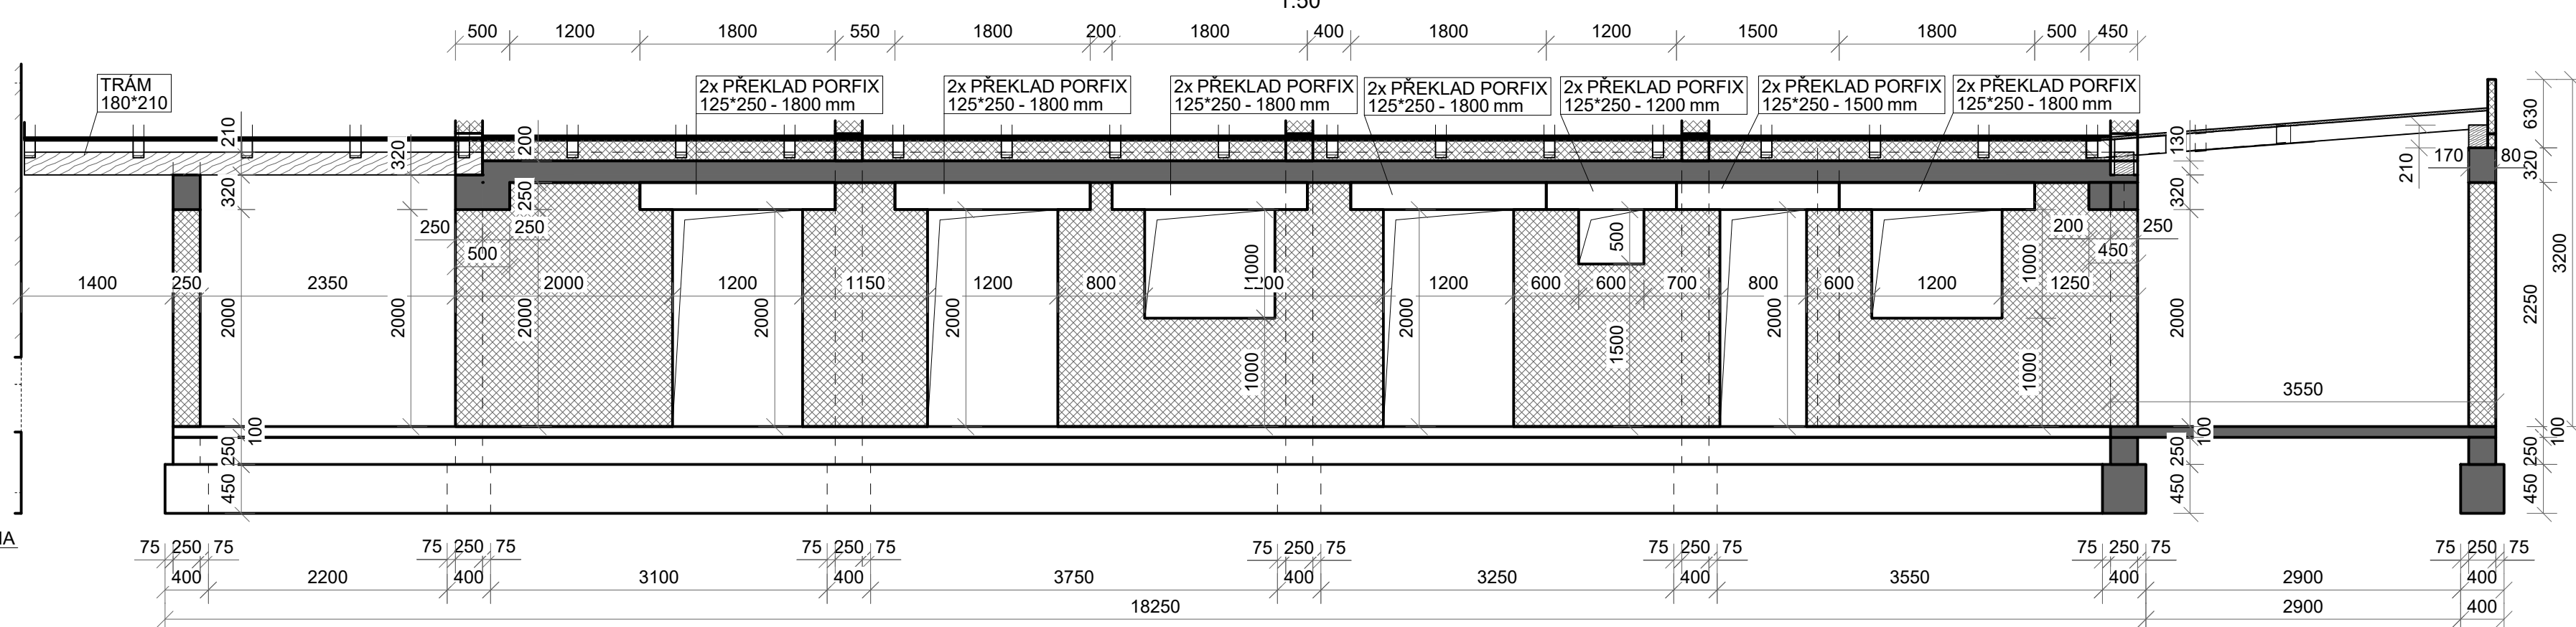 500 1200 1800 550 1800 200 1800 400 1800 1200 1500 1800 500 450
TRÁM
180*210
2x PŘEKLAD PORFIX
125*250 - 1800 mm
2x PŘEKLAD PORFIX
125*250 - 1800 mm
2x PŘEKLAD PORFIX
125*250 - 1800 mm
2x PŘEKLAD PORFIX
125*250 - 1800 mm
2x PŘEKLAD PORFIX
125*250 - 1200 mm
2x PŘEKLAD PORFIX
125*250 - 1500 mm
2x PŘEKLAD PORFIX
125*250 - 1800 mm
210 320 200 130 630
320 250 320 210 170 80 320
250 250 500 200 250 450
1400 250 2350 2000 1200 1150 1200 800 1200 1200 600 600 700 800 600 1200 1250
2000 2000 2000 2000 2000 1000 2000 500 2000 1000 2000 2250 3200
1000 1500 1000 3550
100 250 450 100 250 450 100 250 450
NA
75 250 75 75 250 75 75 250 75 75 250 75 75 250 75 75 250 75 75 250 75
400 2200 400 3100 400 3750 400 3250 400 3550 400 2900 400
18250 2900 400